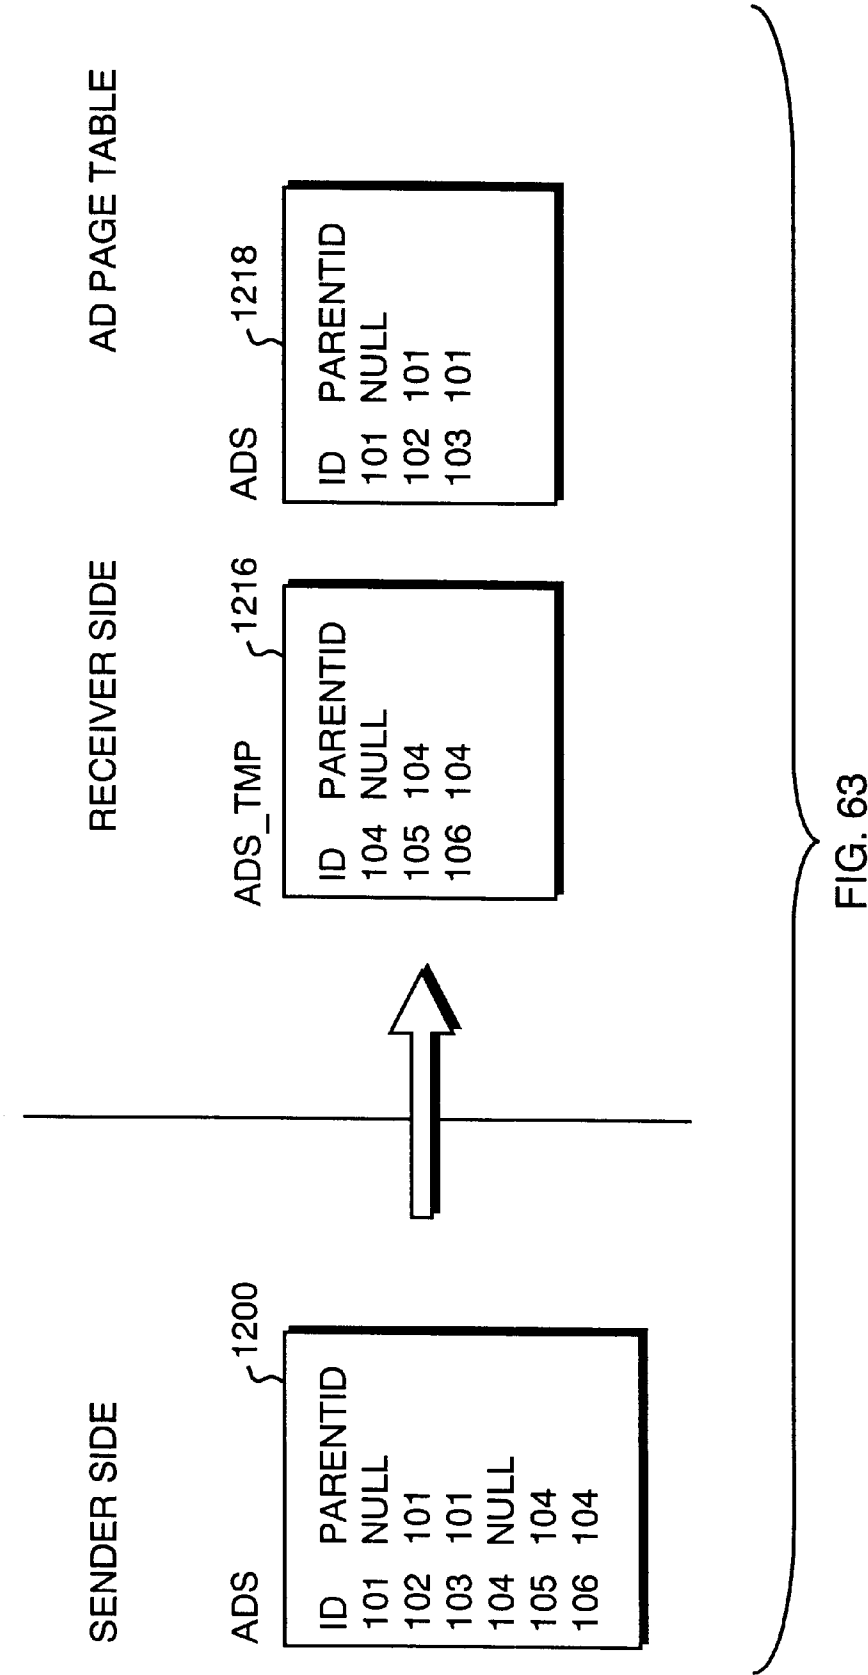 SENDER SIDE
ADS
1200
ID PARENTID
101 NULL
102 101
103 101
104 NULL
105 104
106 104
RECEIVER SIDE
ADS_TMP
1216
ID PARENTID
104 NULL
105 104
106 104
AD PAGE TABLE
ADS
1218
ID PARENTID
101 NULL
102 101
103 101
FIG. 63